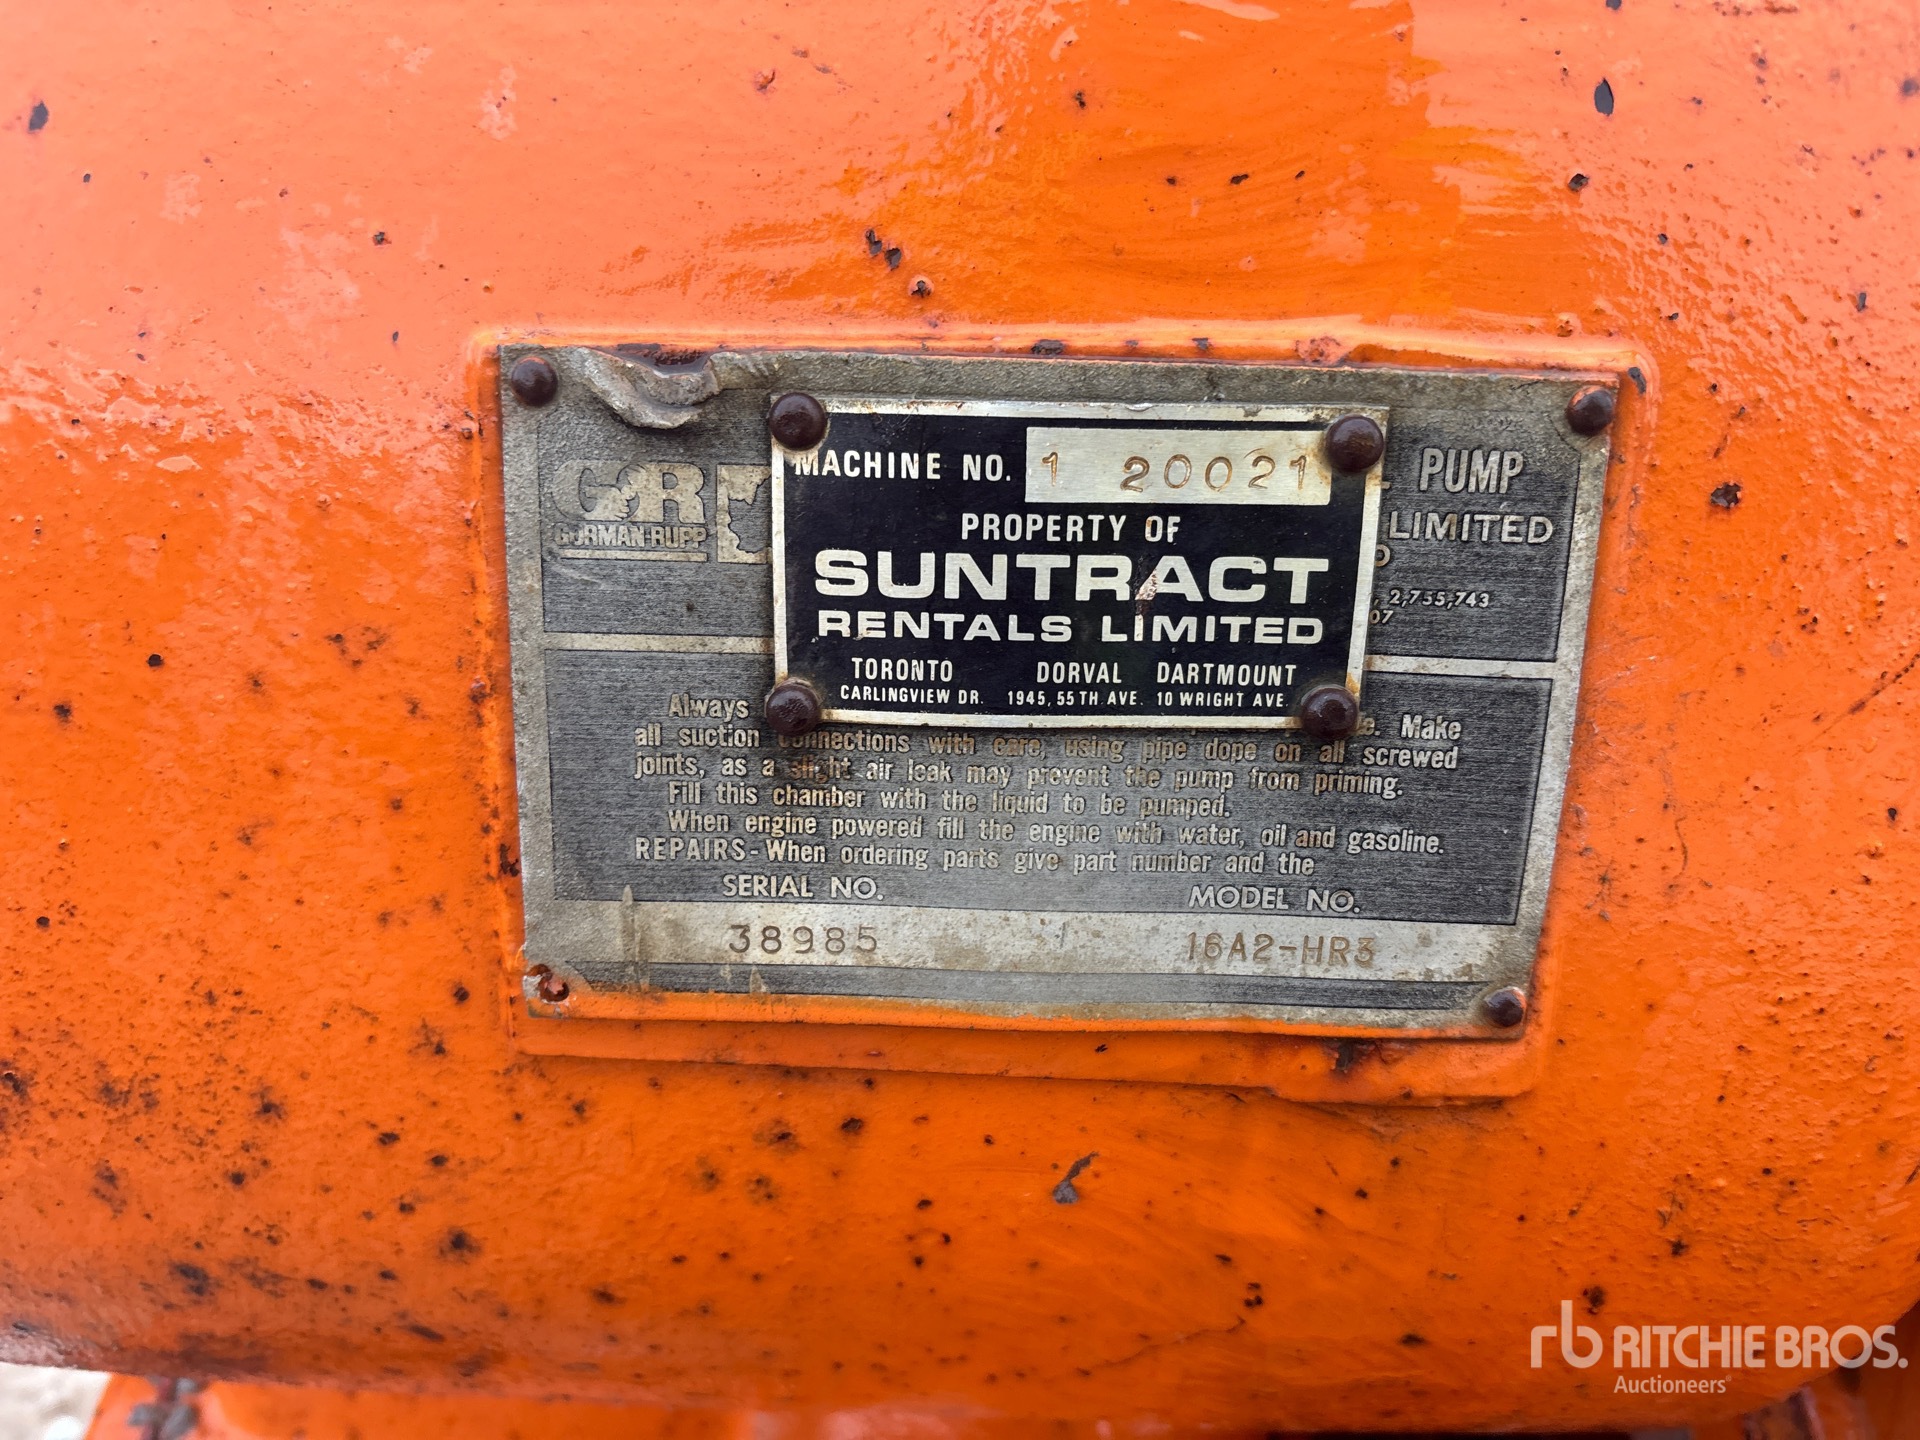 MACHINE NO. 1 20021
PROPERTY OF
SUNTRACT
RENTALS LIMITED
TORONTO DORVAL DARTMOUNT
CARLINGVIEW DR. 1945, 55TH AVE. 10 WRIGHT AVE.
GR
GORMAN-RUPP
PUMP
LIMITED
2,755,743
07
Always
Make
all suction connections with care, using pipe dope on all screwed
joints, as a slight air leak may prevent the pump from priming.
Fill this chamber with the liquid to be pumped.
When engine powered fill the engine with water, oil and gasoline.
REPAIRS-When ordering parts give part number and the
SERIAL NO. MODEL NO.
38985 16A2-HR3
rb RITCHIE BROS.
Auctioneers